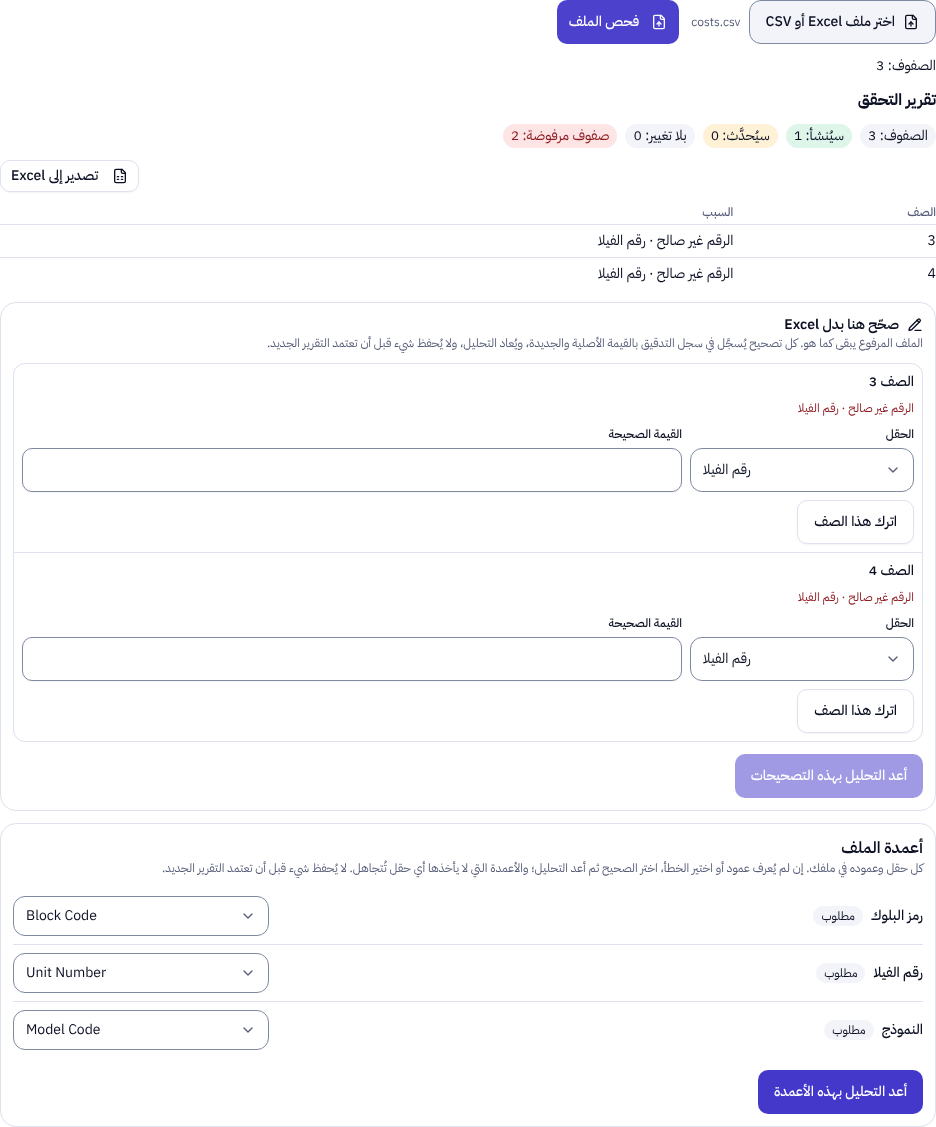 اختر ملف Excel أو CSV
costs.csv
فحص الملف
الصفوف: 3
تقرير التحقق
الصفوف: 3
سيُنشأ: 1
سيُحدَّث: 0
بلا تغيير: 0
صفوف مرفوضة: 2
تصدير إلى Excel
الصف السبب
3 الرقم غير صالح · رقم الفيلا
4 الرقم غير صالح · رقم الفيلا
صحّح هنا بدل Excel
الملف المرفوع يبقى كما هو. كل تصحيح يُسجَّل في سجل التدقيق بالقيمة الأصلية والجديدة، ويُعاد التحليل، ولا يُحفظ شيء قبل أن تعتمد التقرير الجديد.
الصف 3
الرقم غير صالح · رقم الفيلا
الحقل القيمة الصحيحة
رقم الفيلا
اترك هذا الصف
الصف 4
الرقم غير صالح · رقم الفيلا
الحقل القيمة الصحيحة
رقم الفيلا
اترك هذا الصف
أعد التحليل بهذه التصحيحات
أعمدة الملف
كل حقل وعموده في ملفك. إن لم يُعرف عمود أو اختير الخطأ، اختر الصحيح ثم أعد التحليل؛ والأعمدة التي لا يأخذها أي حقل تُتجاهل. لا يُحفظ شيء قبل أن تعتمد التقرير الجديد.
رمز البلوك مطلوب Block Code
رقم الفيلا مطلوب Unit Number
النموذج مطلوب Model Code
أعد التحليل بهذه الأعمدة